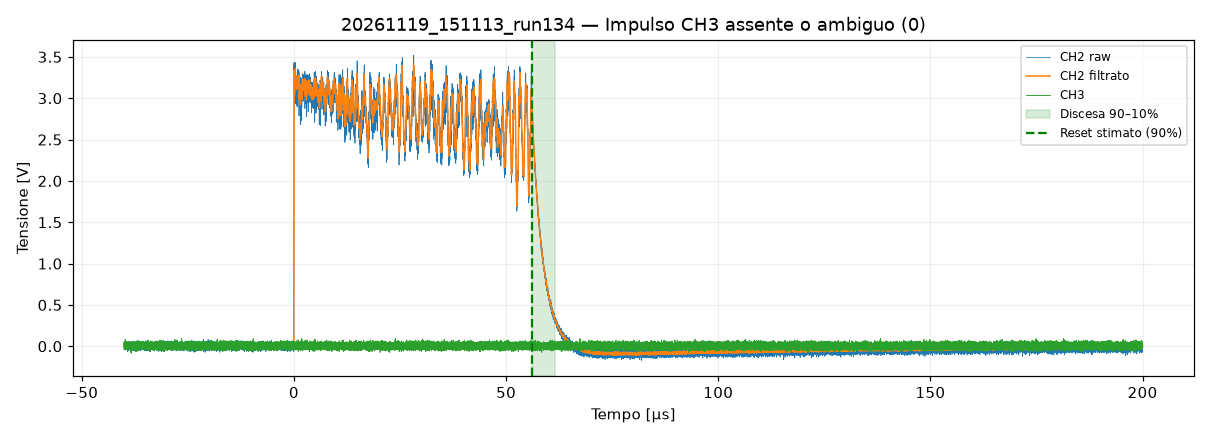 20261119_151113_run134 — Impulso CH3 assente o ambiguo (0)
3.5
3.0
2.5
2.0
1.5
1.0
0.5
0.0
Tensione [V]
CH2 raw
CH2 filtrato
CH3
Discesa 90–10%
Reset stimato (90%)
−50
0
50
100
150
200
Tempo [µs]